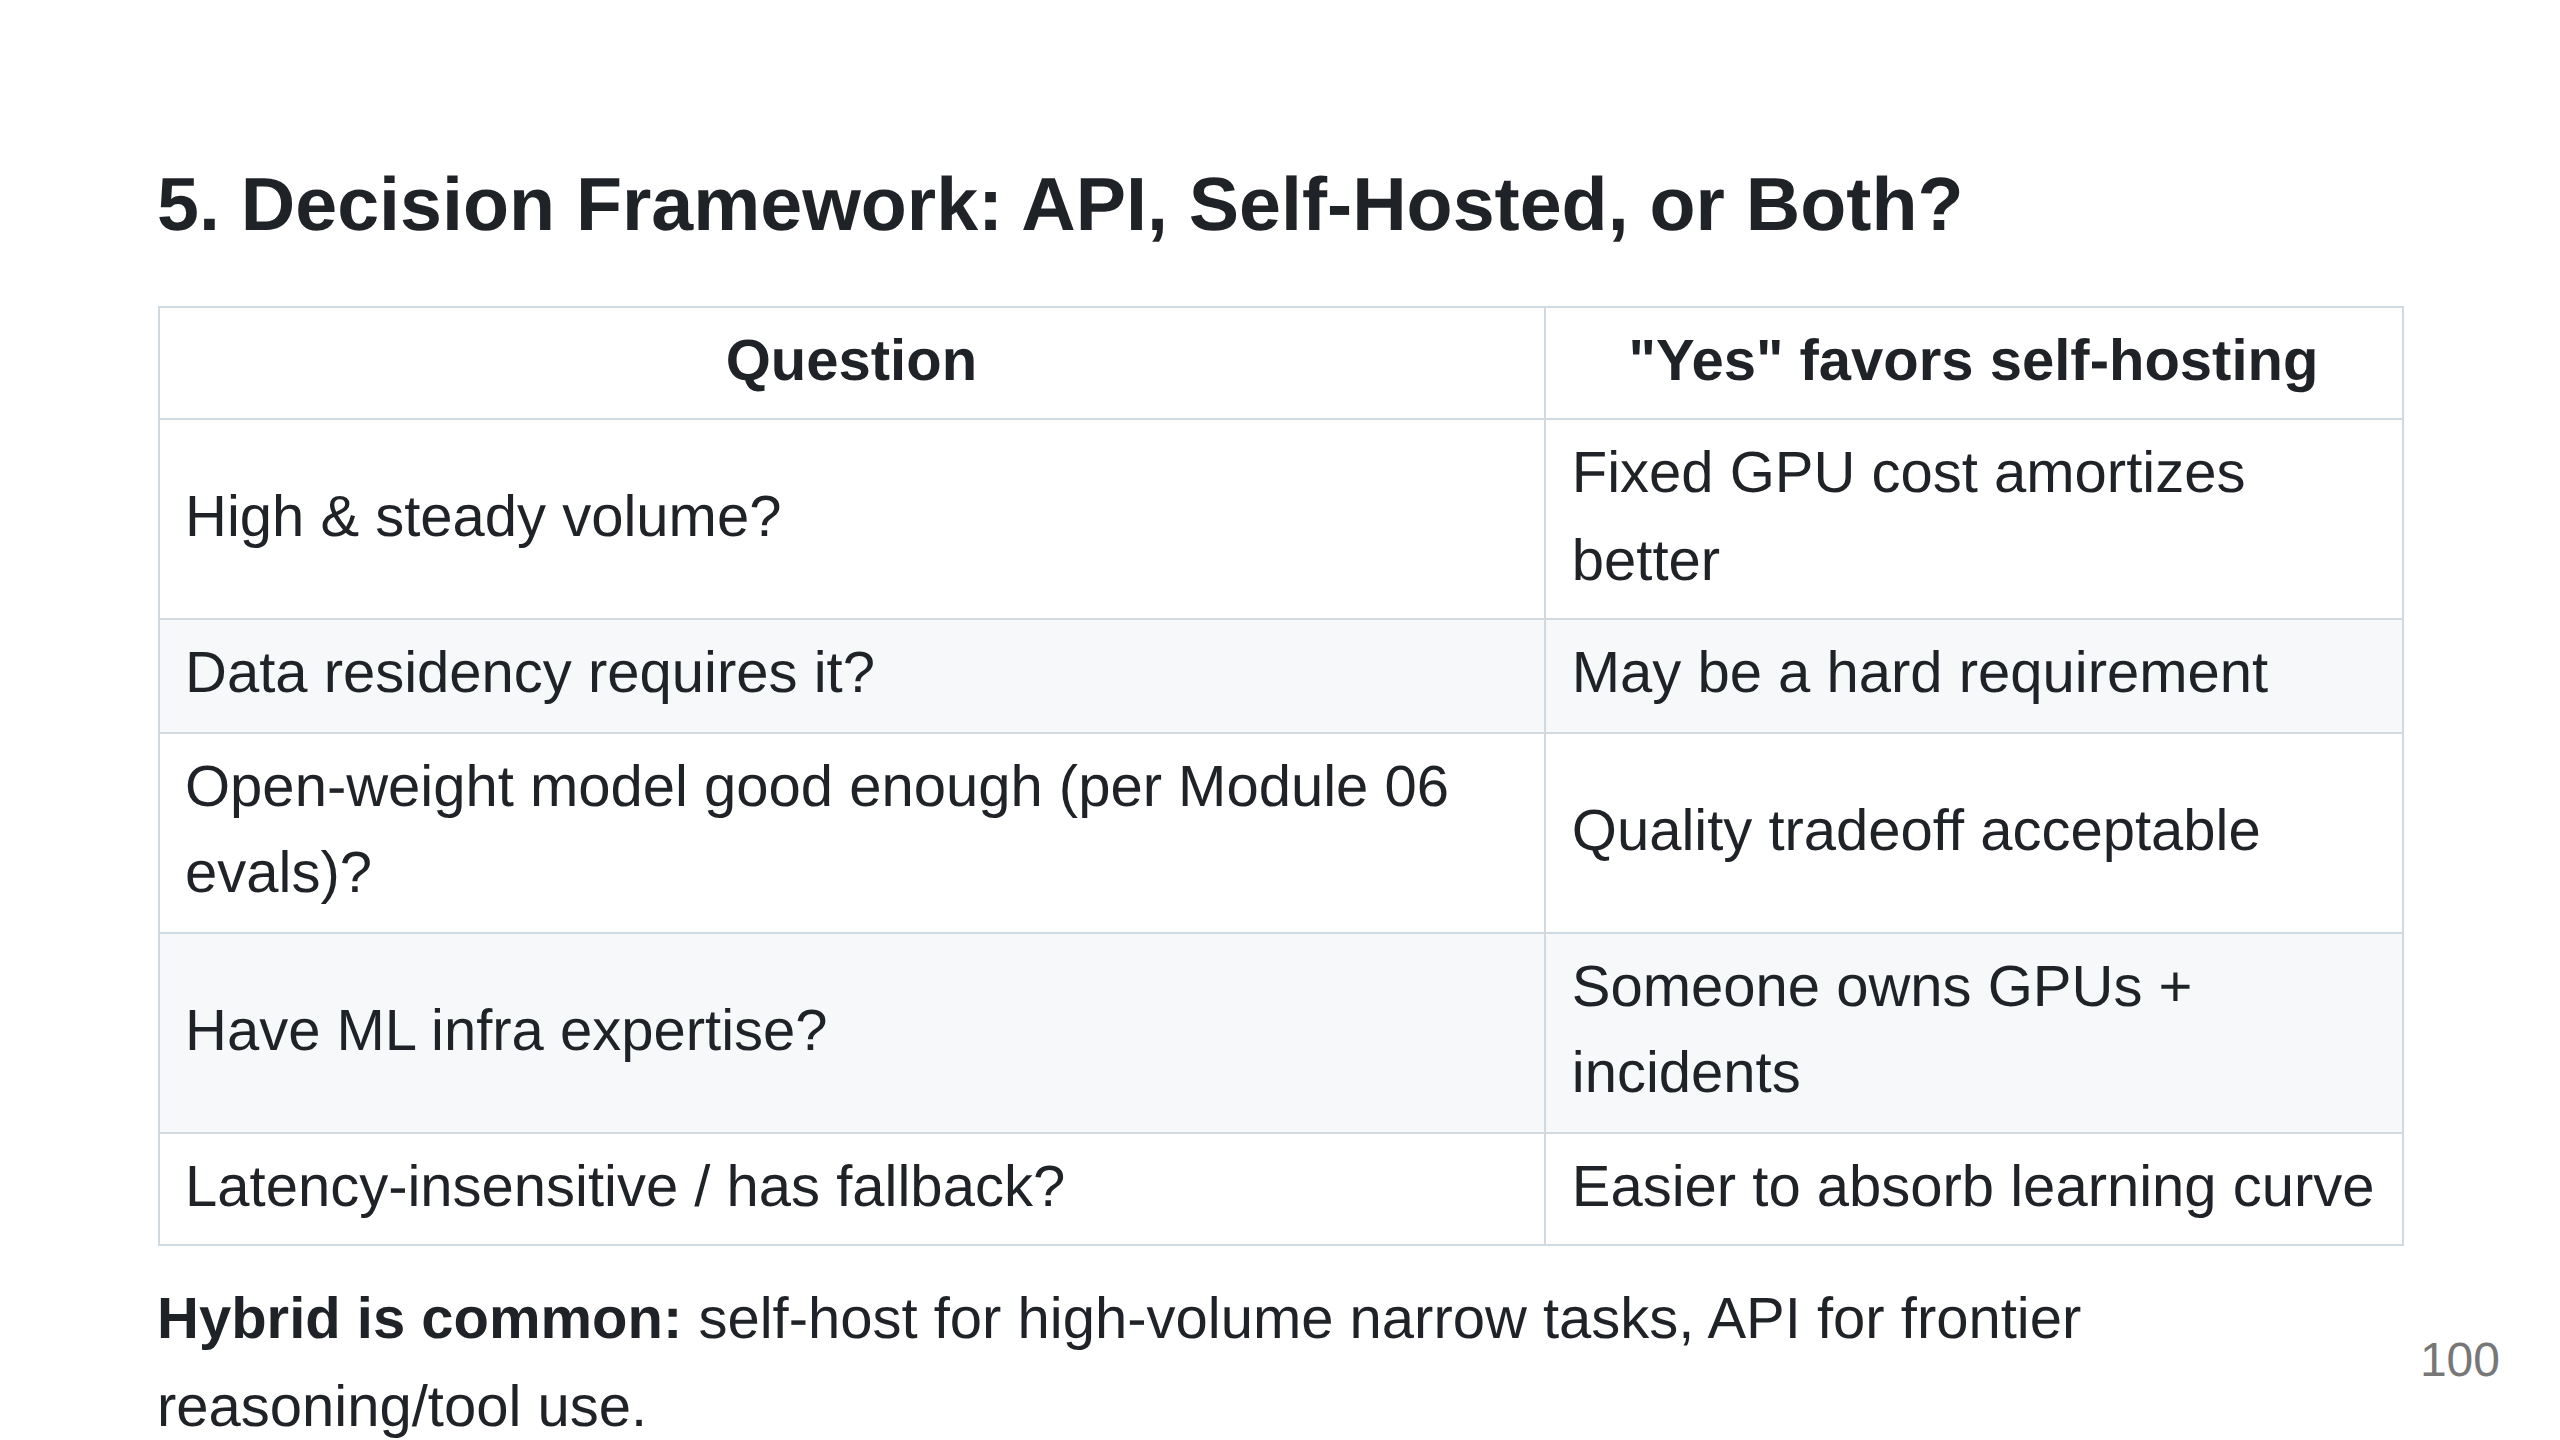 5. Decision Framework: API, Self-Hosted, or Both?
Question
"Yes" favors self-hosting
High & steady volume?
Fixed GPU cost amortizes
better
Data residency requires it?
May be a hard requirement
Open-weight model good enough (per Module 06
evals)?
Quality tradeoff acceptable
Have ML infra expertise?
Someone owns GPUs +
incidents
Latency-insensitive / has fallback?
Easier to absorb learning curve
Hybrid is common: self-host for high-volume narrow tasks, API for frontier
reasoning/tool use.
100